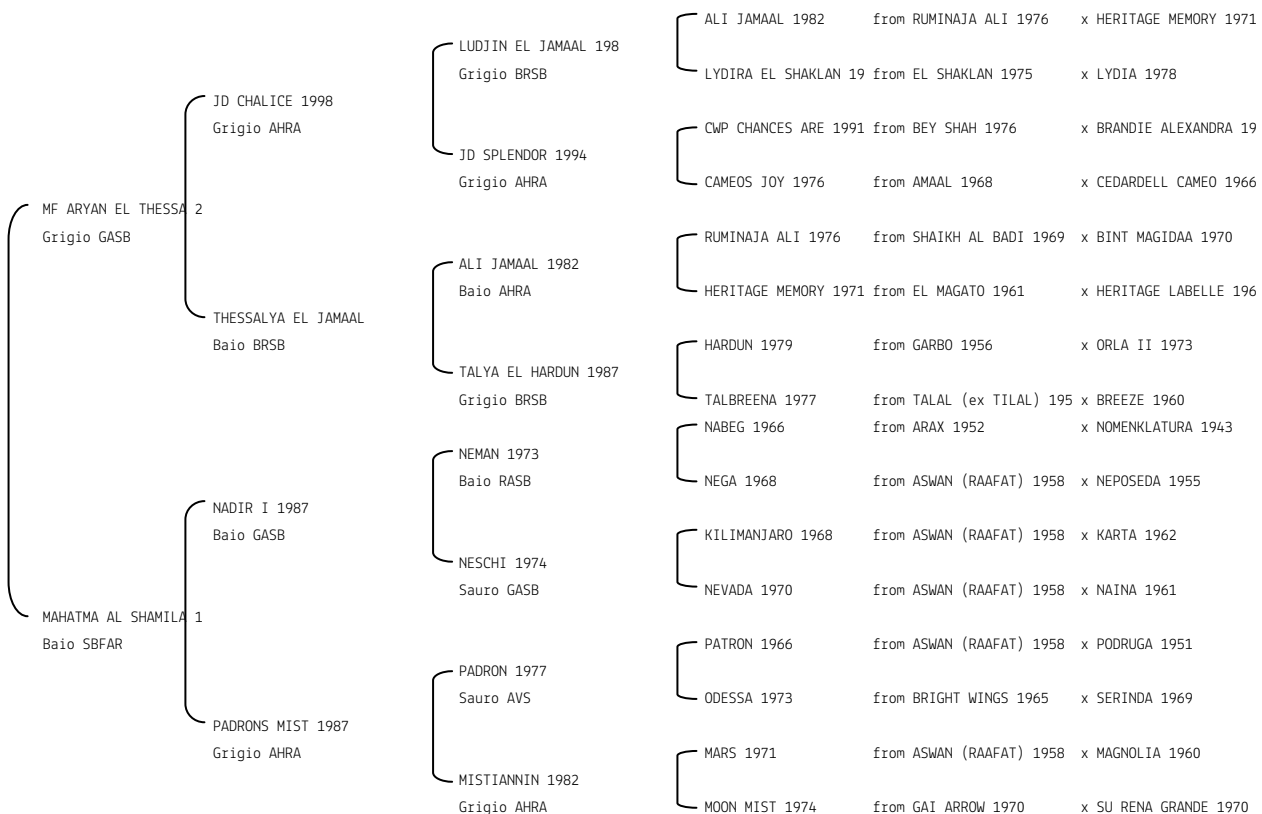 ALI JAMAAL 1982 from RUMINAJA ALI 1976 x HERITAGE MEMORY 1971
LUDJIN EL JAMAAL 198
Grigio BRSB
LYDIRA EL SHAKLAN 19 from EL SHAKLAN 1975 x LYDIA 1978
JD CHALICE 1998
Grigio AHRA
CWP CHANCES ARE 1991 from BEY SHAH 1976 x BRANDIE ALEXANDRA 19
JD SPLENDOR 1994
Grigio AHRA
CAMEOS JOY 1976 from AMAAL 1968 x CEDARDELL CAMEO 1966
MF ARYAN EL THESSA 2
Grigio GASB
RUMINAJA ALI 1976 from SHAIKH AL BADI 1969 x BINT MAGIDAA 1970
ALI JAMAAL 1982
Baio AHRA
HERITAGE MEMORY 1971 from EL MAGATO 1961 x HERITAGE LABELLE 196
THESSALYA EL JAMAAL
Baio BRSB
HARDUN 1979 from GARBO 1956 x ORLA II 1973
TALYA EL HARDUN 1987
Grigio BRSB
TALBREENA 1977 from TALAL (ex TILAL) 195 x BREEZE 1960
NABEG 1966 from ARAX 1952 x NOMENKLATURA 1943
NEMAN 1973
Baio RASB
NEGA 1968 from ASWAN (RAAFAT) 1958 x NEPOSEDA 1955
NADIR I 1987
Baio GASB
KILIMANJARO 1968 from ASWAN (RAAFAT) 1958 x KARTA 1962
NESCHI 1974
Sauro GASB
NEVADA 1970 from ASWAN (RAAFAT) 1958 x NAINA 1961
MAHATMA AL SHAMILA 1
Baio SBFAR
PATRON 1966 from ASWAN (RAAFAT) 1958 x PODRUGA 1951
PADRON 1977
Sauro AVS
ODESSA 1973 from BRIGHT WINGS 1965 x SERINDA 1969
PADRONS MIST 1987
Grigio AHRA
MARS 1971 from ASWAN (RAAFAT) 1958 x MAGNOLIA 1960
MISTIANNIN 1982
Grigio AHRA
MOON MIST 1974 from GAI ARROW 1970 x SU RENA GRANDE 1970